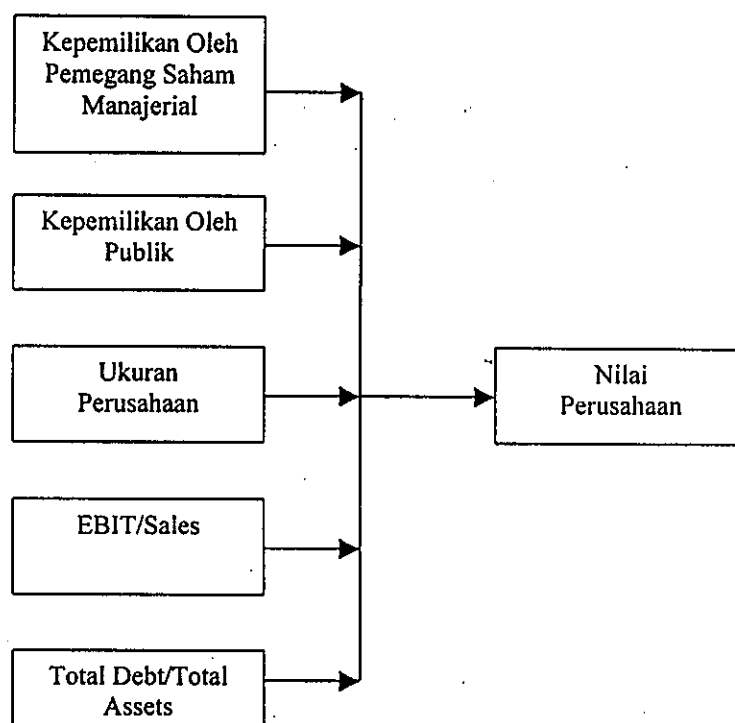 Kepemilikan Oleh
Pemegang Saham
Manajerial
Kepemilikan Oleh
Publik
Ukuran
Perusahaan
Nilai
Perusahaan
EBIT/Sales
Total Debt/Total
Assets